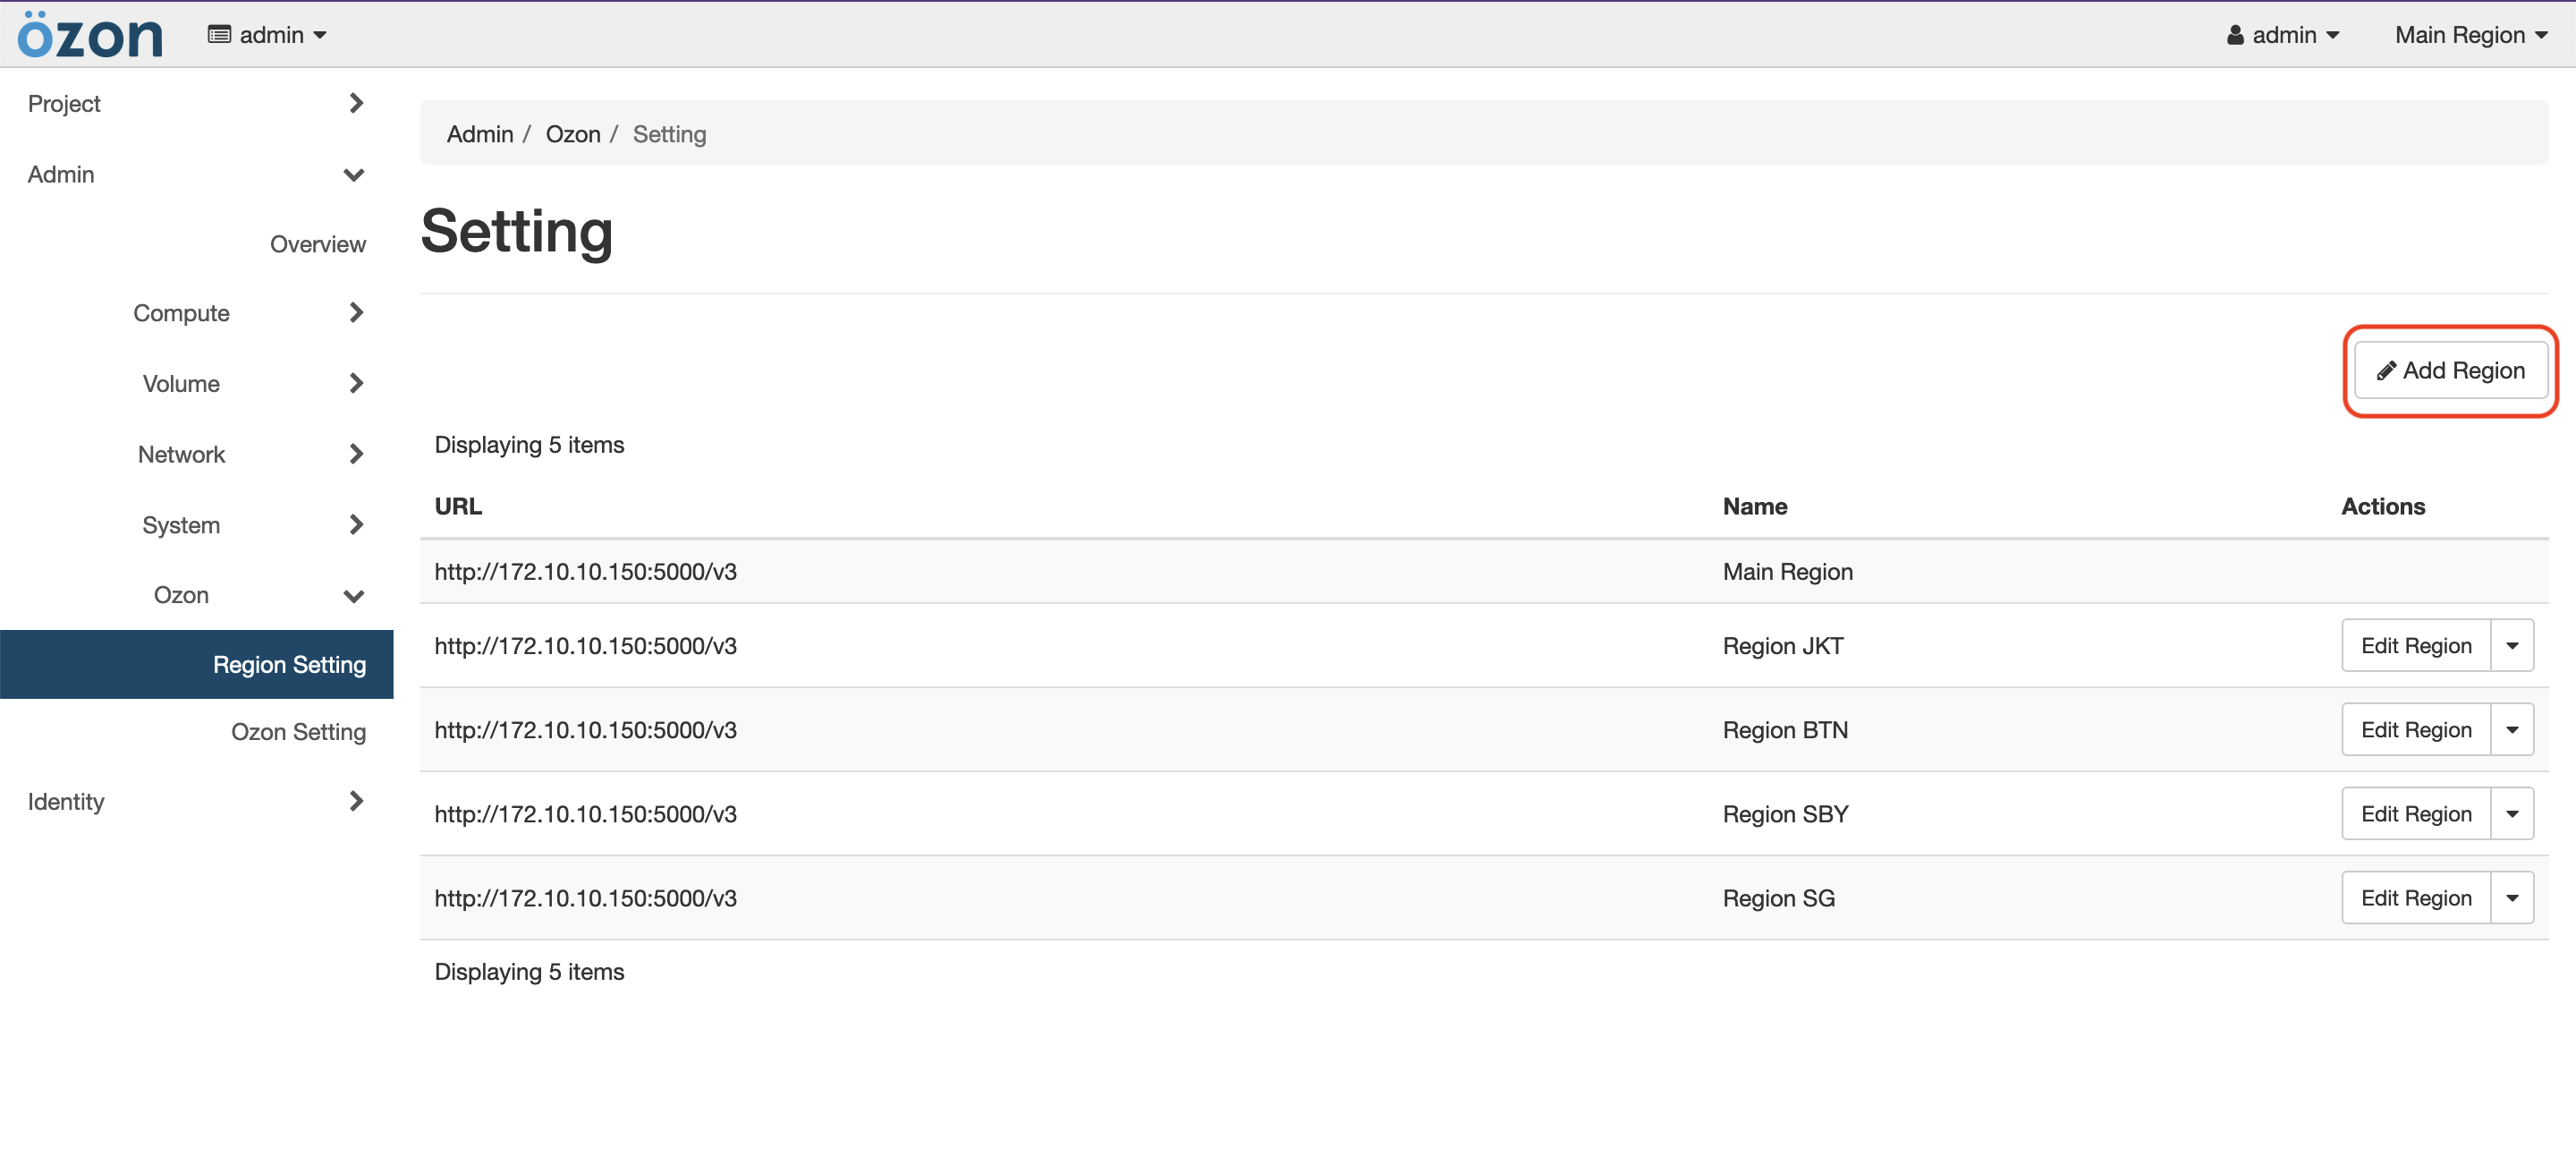 özon admin admin Main Region
Project
Admin
Overview
Compute
Volume
Network
System
Ozon
Region Setting
Ozon Setting
Identity
Admin / Ozon / Setting
Setting
Add Region
Displaying 5 items
URL Name Actions
http://172.10.10.150:5000/v3 Main Region
http://172.10.10.150:5000/v3 Region JKT Edit Region
http://172.10.10.150:5000/v3 Region BTN Edit Region
http://172.10.10.150:5000/v3 Region SBY Edit Region
http://172.10.10.150:5000/v3 Region SG Edit Region
Displaying 5 items